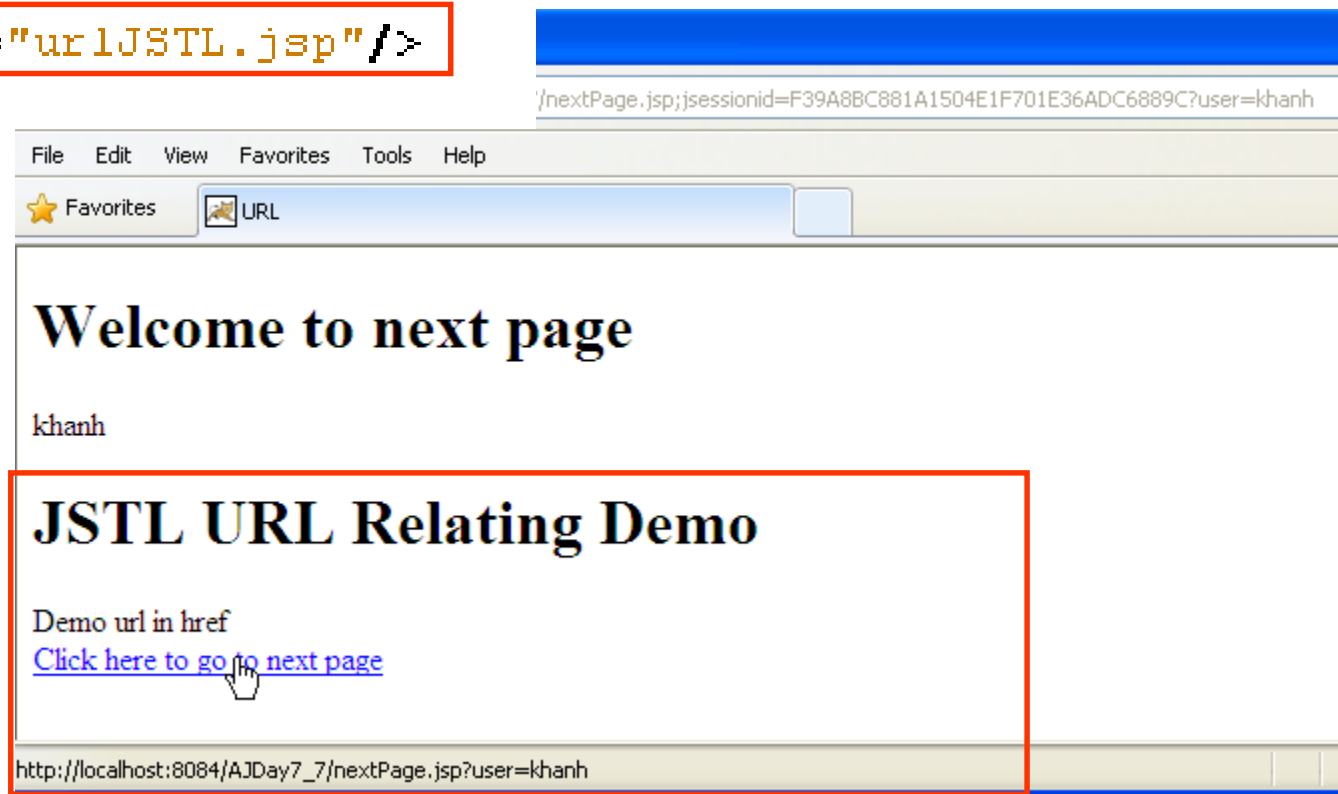 ="urlJSTL.jsp"/>
/nextPage.jsp;jsessionid=F39A8BC881A1504E1F701E36ADC6889C?user=khanh
File Edit View Favorites Tools Help
Favorites URL
Welcome to next page
khanh
JSTL URL Relating Demo
Demo url in href
Click here to go to next page
http://localhost:8084/AJDay7_7/nextPage.jsp?user=khanh